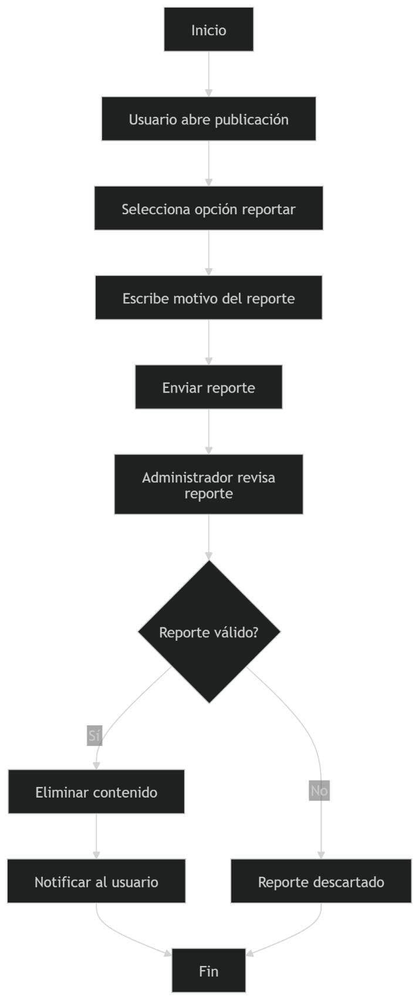 Inicio
Usuario abre publicación
Selecciona opción reportar
Escribe motivo del reporte
Enviar reporte
Administrador revisa
reporte
Reporte válido?
Sí
Eliminar contenido
No
Notificar al usuario
Reporte descartado
Fin